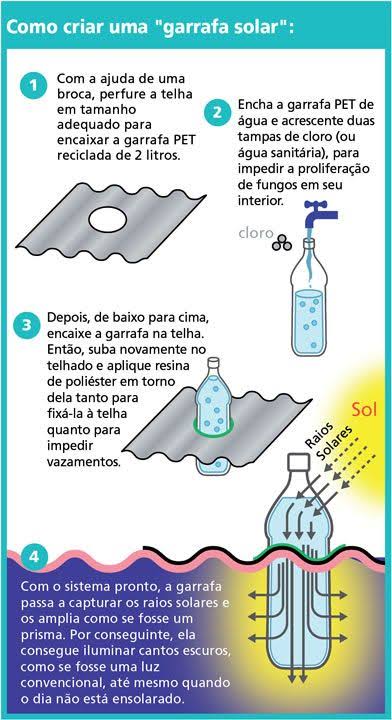 Como criar uma "garrafa solar":
1
Com a ajuda de uma
broca, perfure a telha
em tamanho
adequado para
encaixar a garrafa PET
reciclada de 2 litros.
2
Encha a garrafa PET de
água e acrescente duas
tampas de cloro (ou
água sanitária), para
impedir a proliferação
de fungos em seu
interior.
cloro
3
Depois, de baixo para cima,
encaixe a garrafa na telha.
Então, suba novamente no
telhado e aplique resina
de poliéster em torno
dela tanto para
fixá-la à telha
quanto para
impedir
vazamentos.
Sol
Raios
Solares
4
Com o sistema pronto, a garrafa
passa a capturar os raios solares e
os amplia como se fosse um
prisma. Por conseguinte, ela
consegue iluminar cantos escuros,
como se fosse uma luz
convencional, até mesmo quando
o dia não está ensolarado.